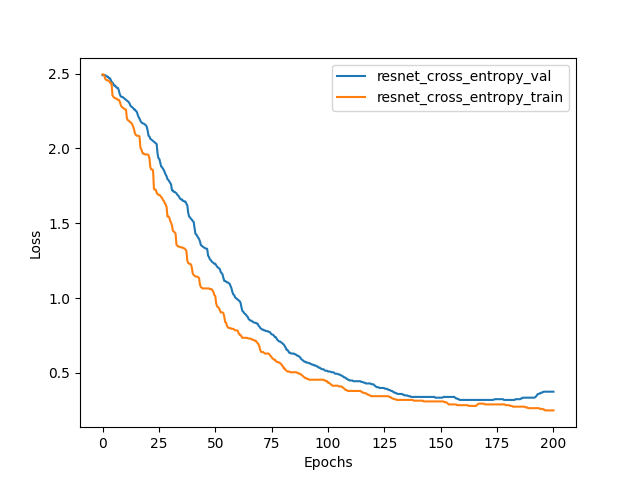 resnet_cross_entropy_val
resnet_cross_entropy_train
Loss
2.5
2.0
1.5
1.0
0.5
0 25 50 75 100 125 150 175 200
Epochs